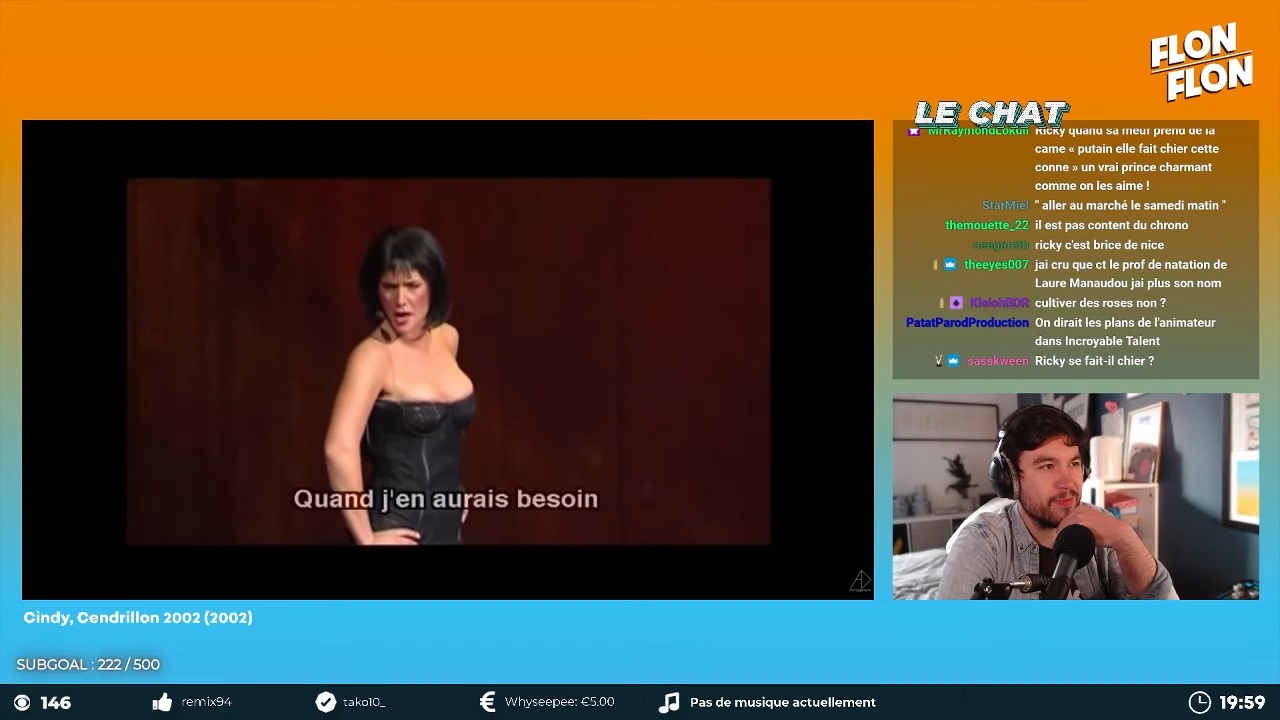 FLON
FLON
LE CHAT
MrRaymondLokull Ricky quand sa meuf prend de la
came « putain elle fait chier cette
conne » un vrai prince charmant
comme on les aime !
StarMiel " aller au marché le samedi matin "
themouette_22 il est pas content du chrono
ricky c'est brice de nice
theeyes007 jai cru que ct le prof de natation de
Laure Manaudou jai plus son nom
cultiver des roses non ?
PatatParodProduction On dirait les plans de l'animateur
dans Incroyable Talent
sasskween Ricky se fait-il chier ?
Quand j'en aurais besoin
Cindy, Cendrillon 2002 (2002)
SUBGOAL : 222 / 500
146 remix94 tako10_ € Whyseepee: €5.00 Pas de musique actuellement 19:59